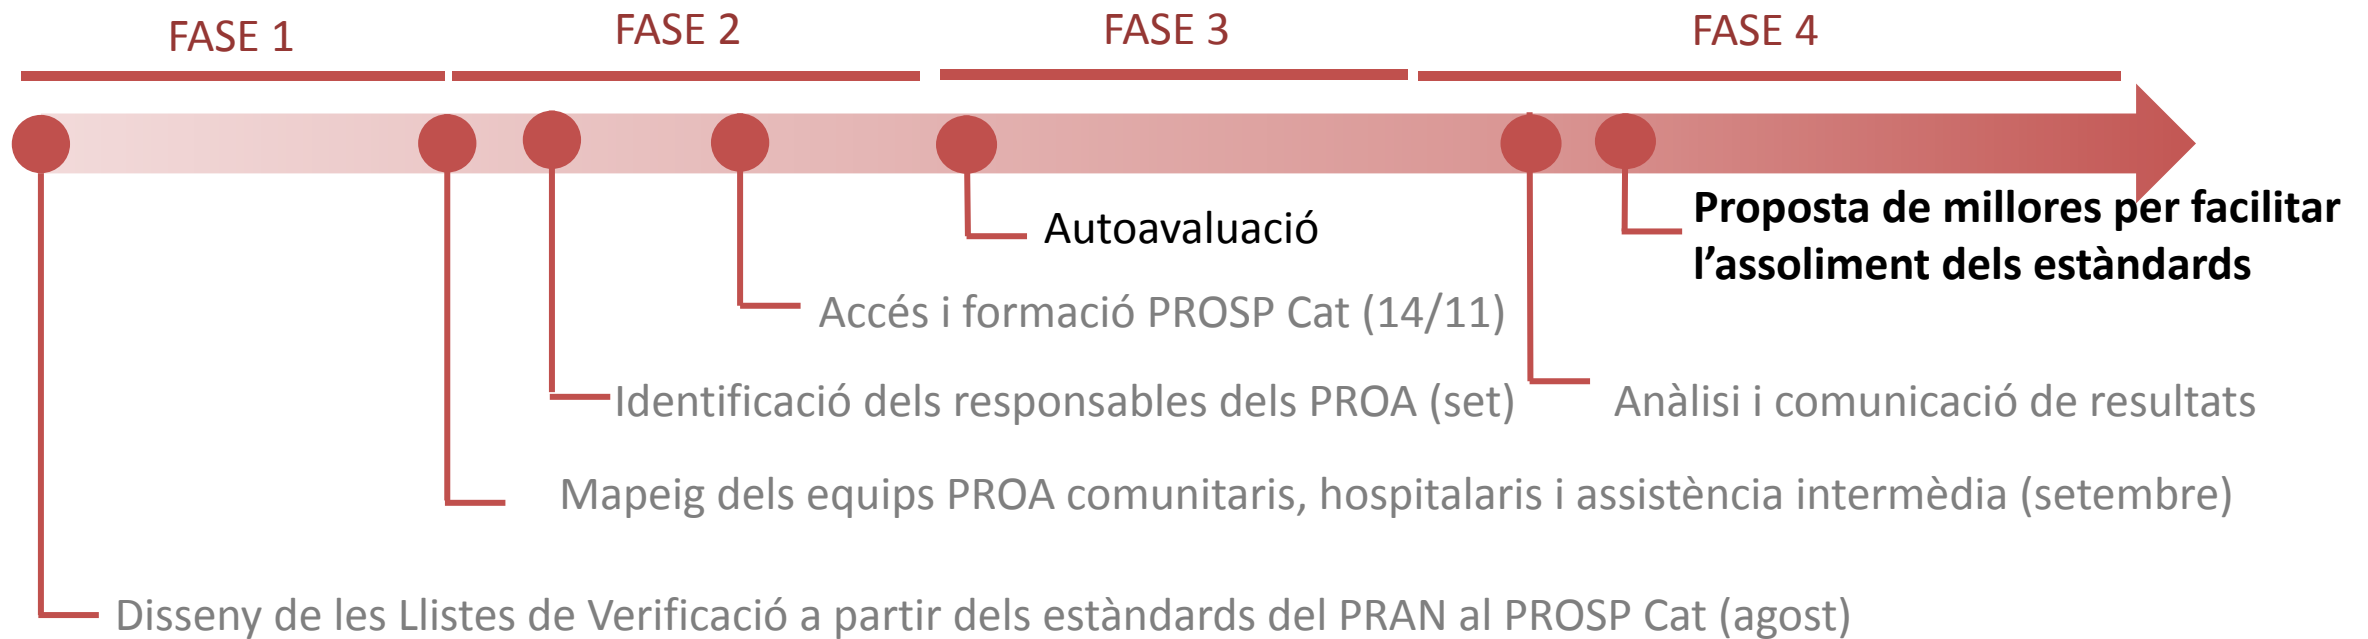 FASE 1
FASE 2
FASE 3
FASE 4
Proposta de millores per facilitar
l’assoliment dels estàndards
Autoavaluació
Accés i formació PROSP Cat (14/11)
Identificació dels responsables dels PROA (set)
Anàlisi i comunicació de resultats
Mapeig dels equips PROA comunitaris, hospitalaris i assistència intermèdia (setembre)
Disseny de les Llistes de Verificació a partir dels estàndards del PRAN al PROSP Cat (agost)